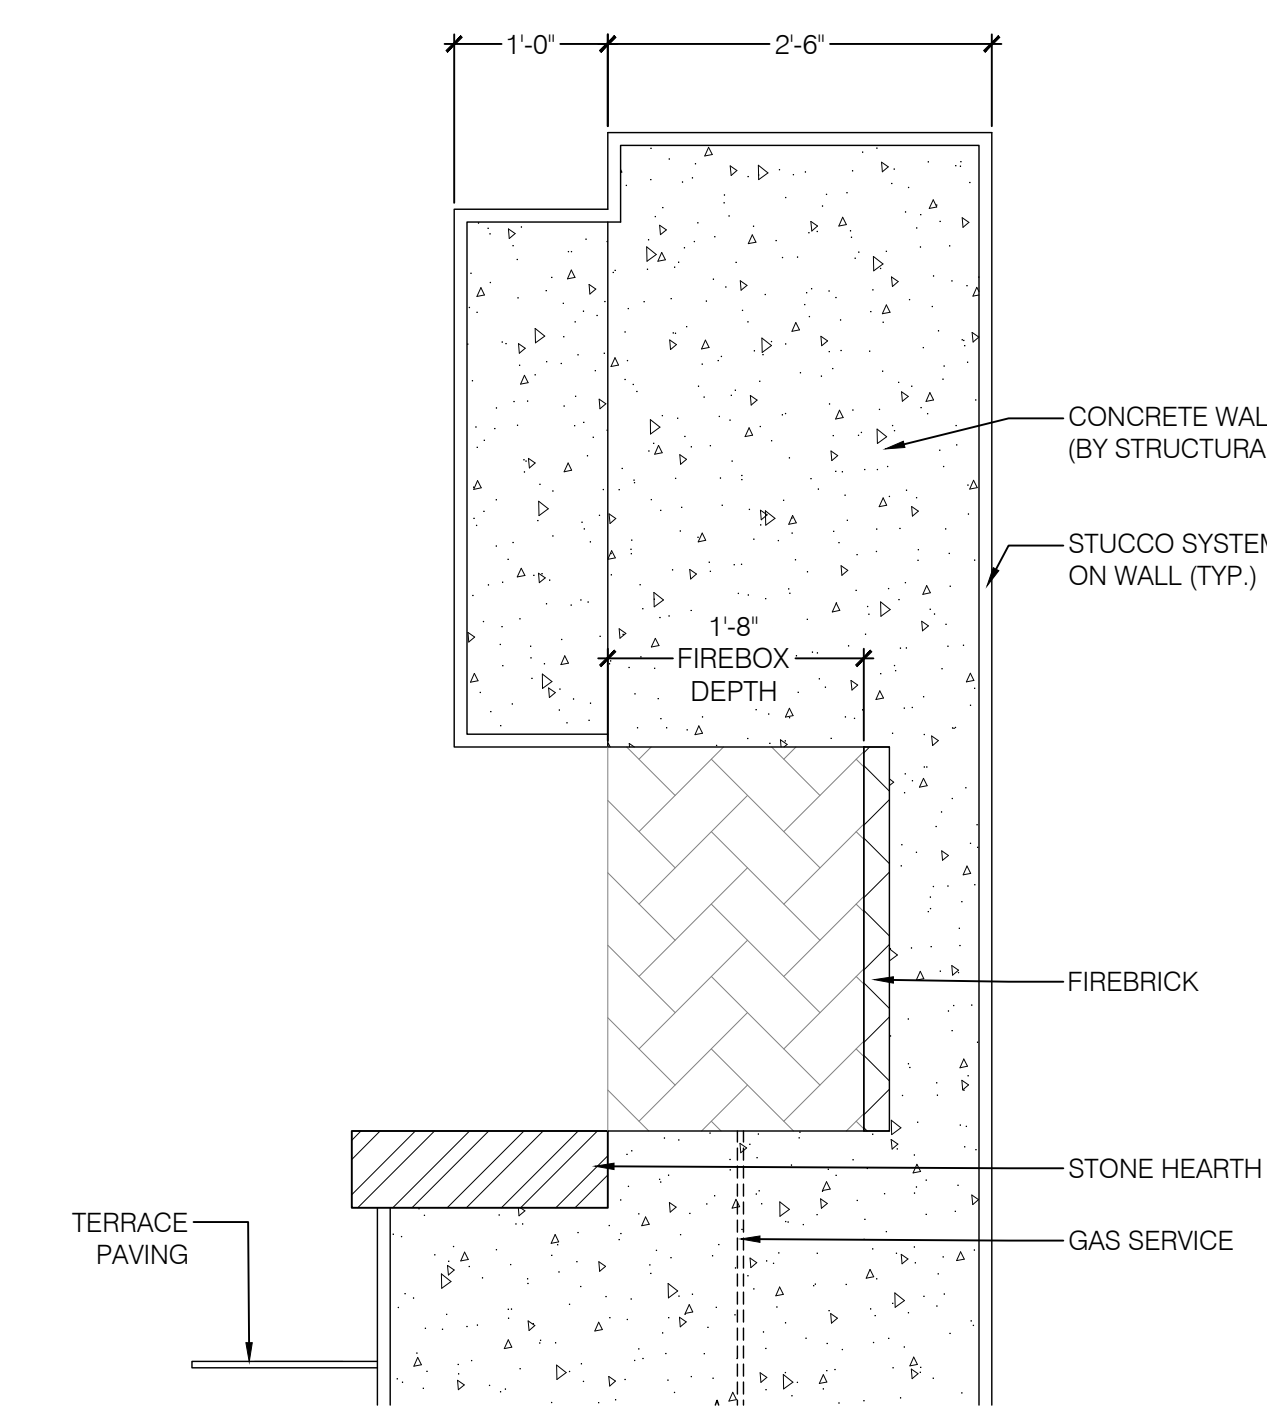 1'-0"
2'-6"
CONCRETE WAL
(BY STRUCTURA
STUCCO SYSTEM
ON WALL (TYP.)
1'-8"
FIREBOX
DEPTH
FIREBRICK
STONE HEARTH
TERRACE
PAVING
GAS SERVICE